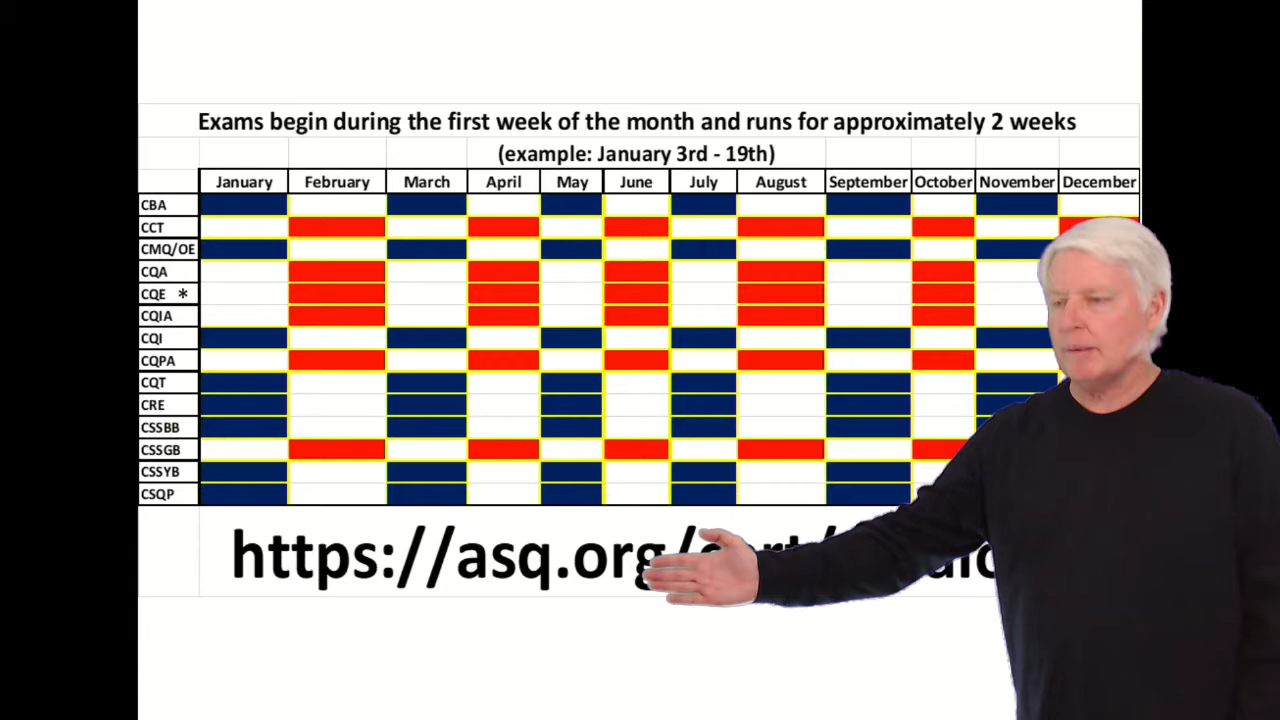 Exams begin during the first week of the month and runs for approximately 2 weeks
(example: January 3rd - 19th)
January February March April May June July August September October November December
CBA
CCT
CMQ/OE
CQA
CQE *
CQIA
CQI
CQPA
CQT
CRE
CSSBB
CSSGB
CSSYB
CSQP
https://asq.org/